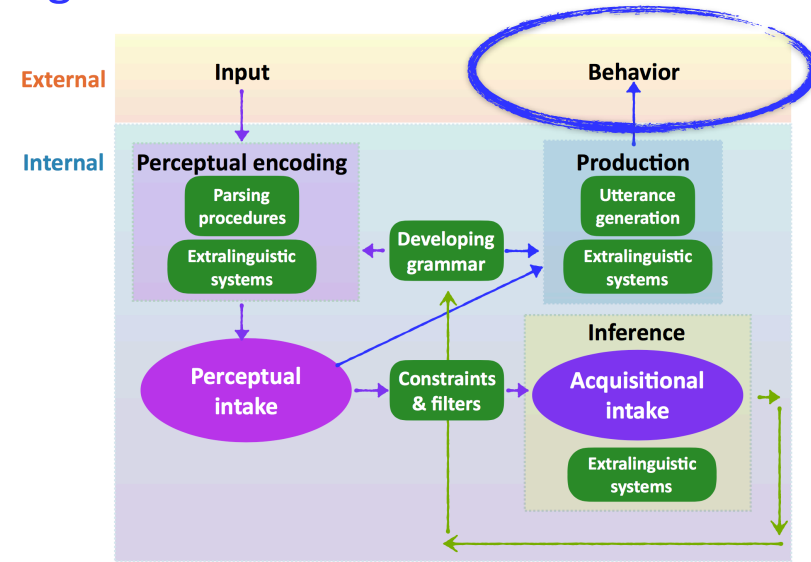 External
Input
Behavior
Internal
Perceptual encoding
Parsing
procedures
Extralinguistic
systems
Developing
grammar
Production
Utterance
generation
Extralinguistic
systems
Perceptual
intake
Constraints
& filters
Inference
Acquisitional
intake
Extralinguistic
systems